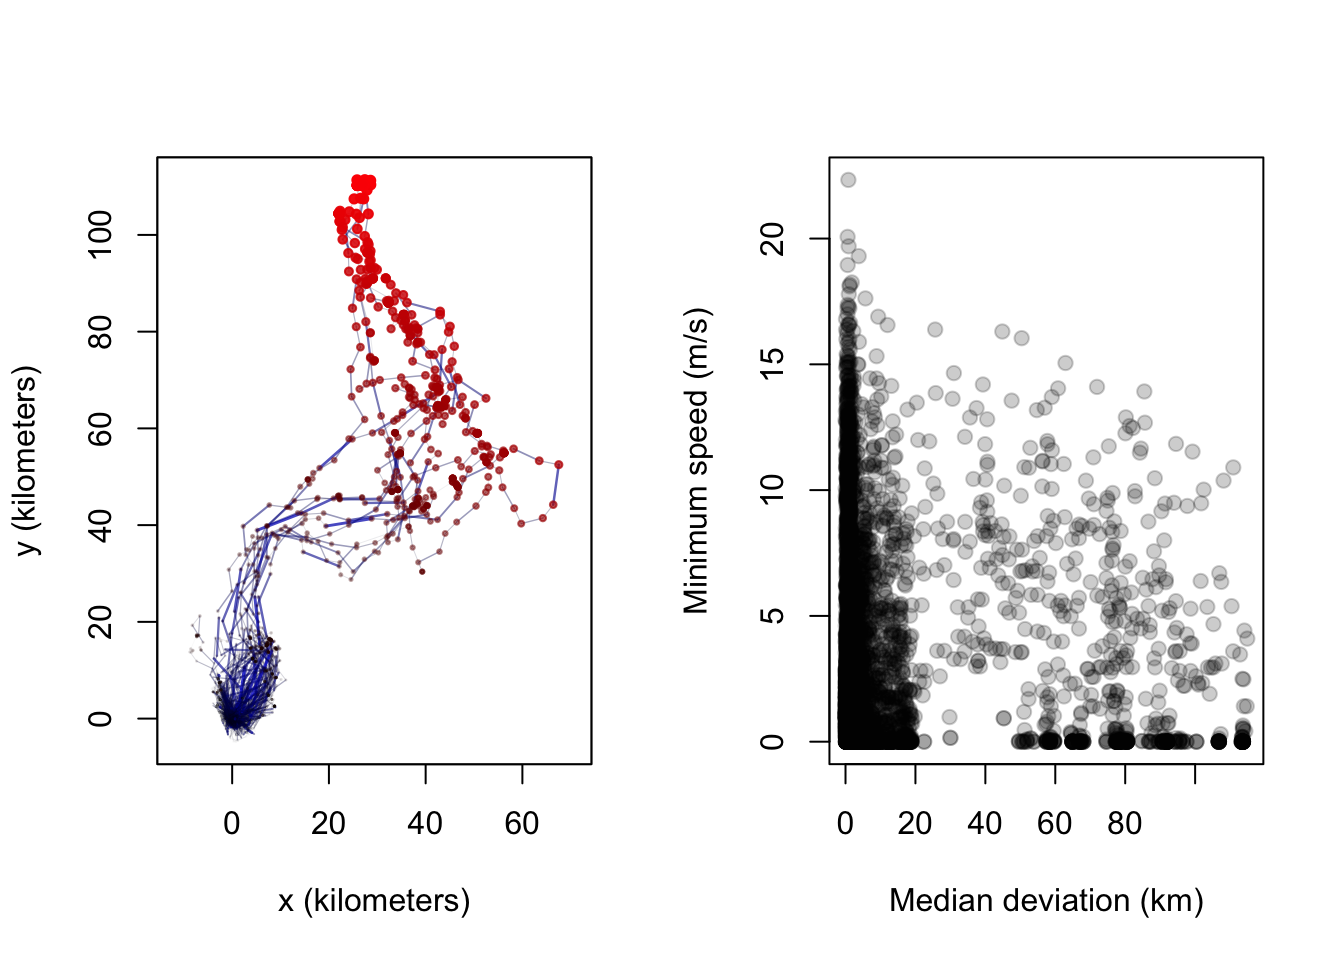 y (kilometers)
0 20 40 60 80 100
0 20 40 60
x (kilometers)
Minimum speed (m/s)
0 5 10 15 20
0 20 40 60 80
Median deviation (km)